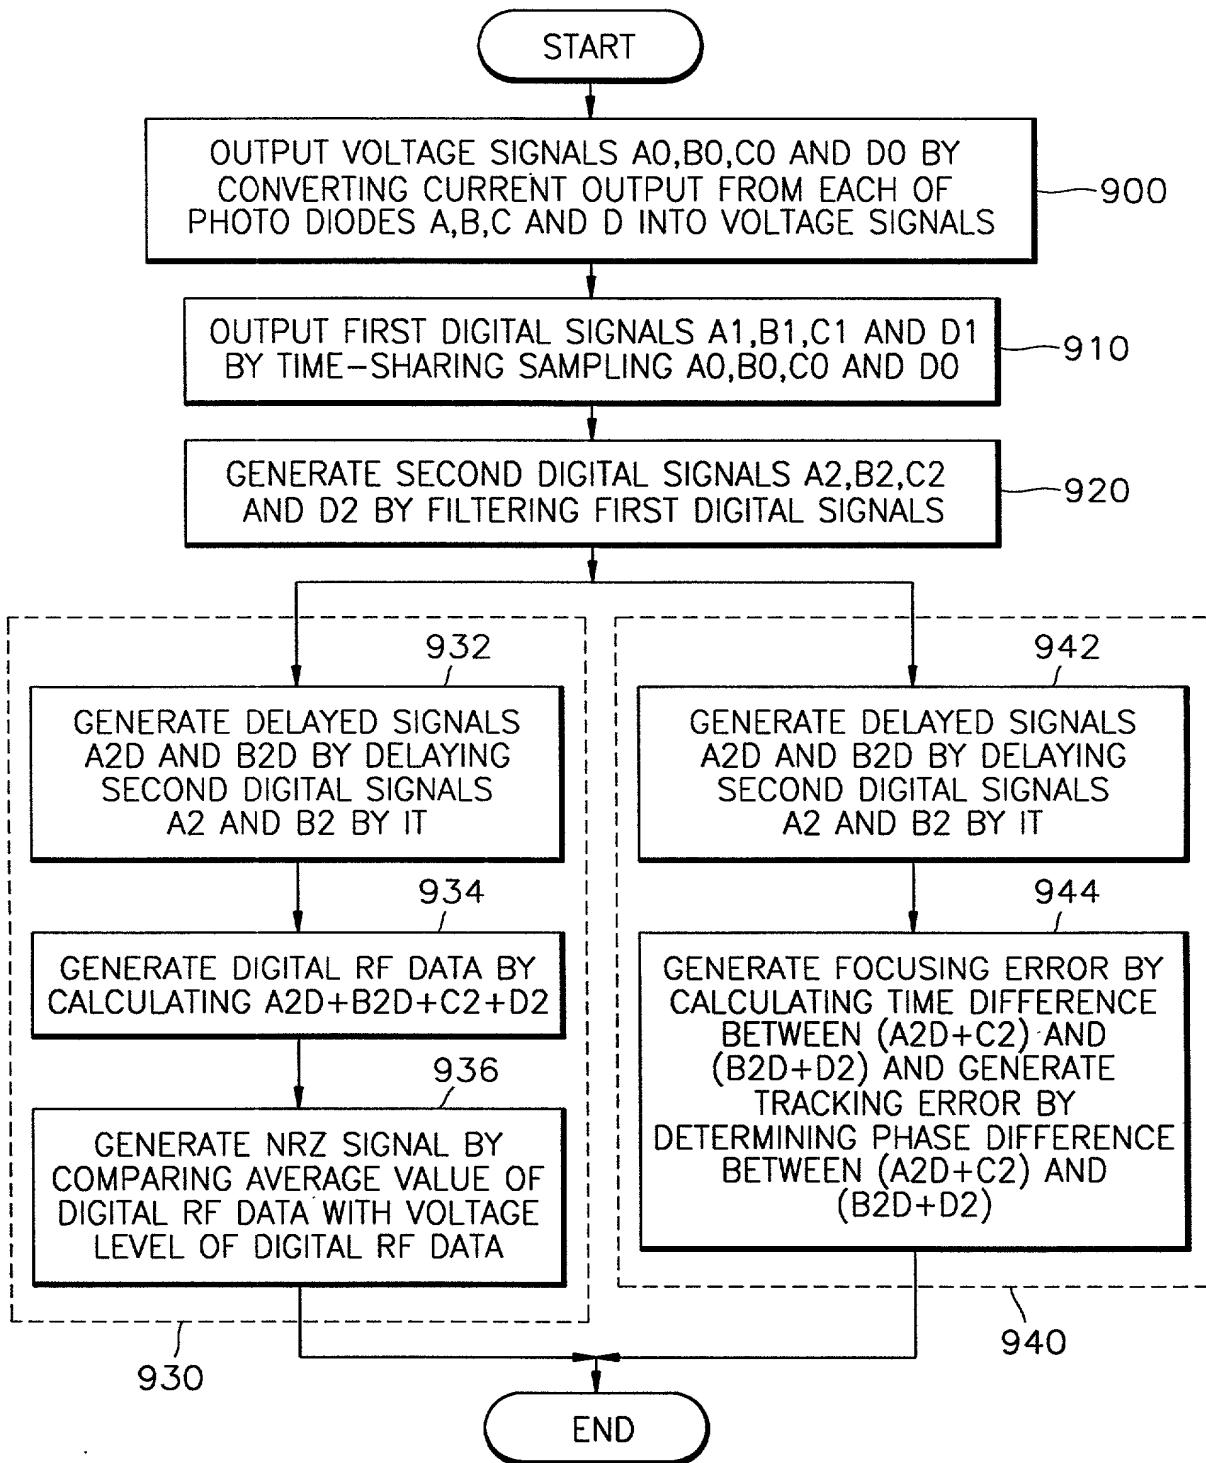 START
OUTPUT VOLTAGE SIGNALS A0,B0,C0 AND D0 BY
CONVERTING CURRENT OUTPUT FROM EACH OF
PHOTO DIODES A,B,C AND D INTO VOLTAGE SIGNALS
900
OUTPUT FIRST DIGITAL SIGNALS A1,B1,C1 AND D1
BY TIME-SHARING SAMPLING A0,B0,C0 AND D0
910
GENERATE SECOND DIGITAL SIGNALS A2,B2,C2
AND D2 BY FILTERING FIRST DIGITAL SIGNALS
920
932
GENERATE DELAYED SIGNALS
A2D AND B2D BY DELAYING
SECOND DIGITAL SIGNALS
A2 AND B2 BY IT
934
GENERATE DIGITAL RF DATA BY
CALCULATING A2D+B2D+C2+D2
936
GENERATE NRZ SIGNAL BY
COMPARING AVERAGE VALUE OF
DIGITAL RF DATA WITH VOLTAGE
LEVEL OF DIGITAL RF DATA
930
942
GENERATE DELAYED SIGNALS
A2D AND B2D BY DELAYING
SECOND DIGITAL SIGNALS
A2 AND B2 BY IT
944
GENERATE FOCUSING ERROR BY
CALCULATING TIME DIFFERENCE
BETWEEN (A2D+C2) AND
(B2D+D2) AND GENERATE
TRACKING ERROR BY
DETERMINING PHASE DIFFERENCE
BETWEEN (A2D+C2) AND
(B2D+D2)
940
END